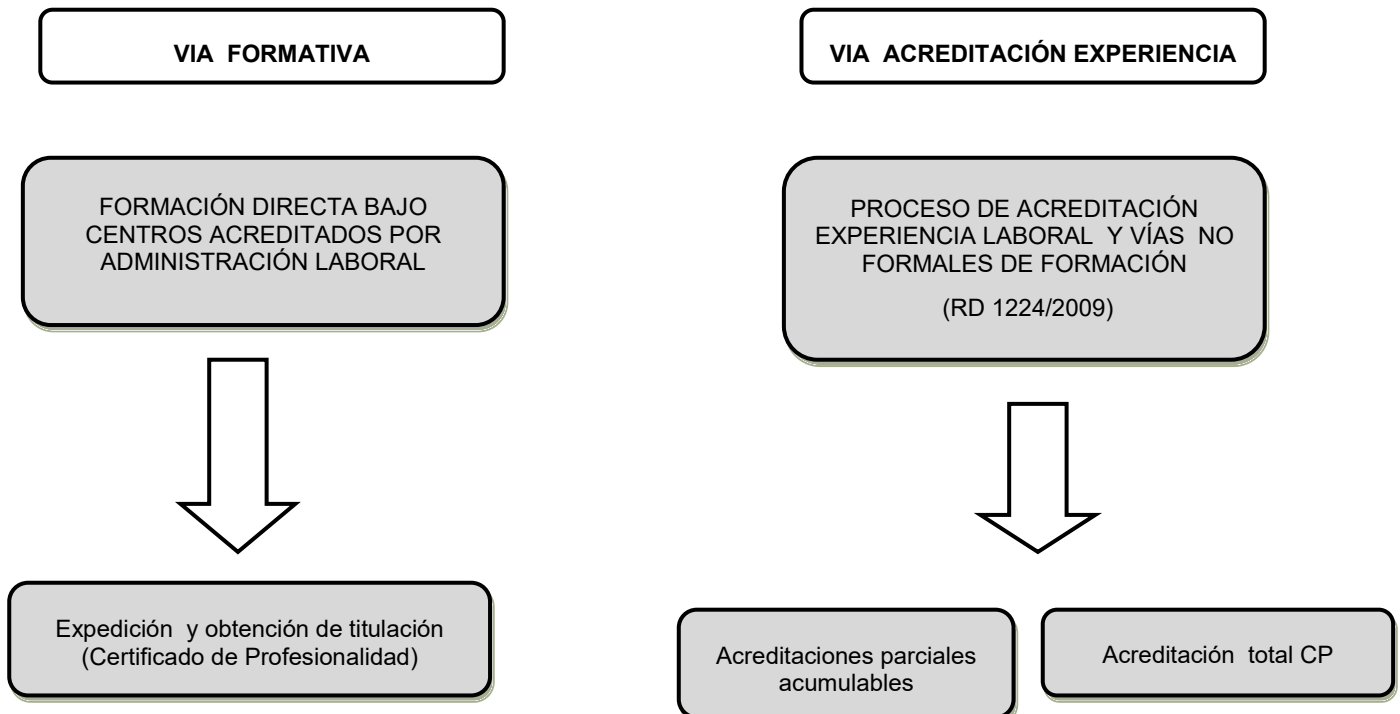 VIA FORMATIVA
FORMACIÓN DIRECTA BAJO
CENTROS ACREDITADOS POR
ADMINISTRACIÓN LABORAL
Expedición y obtención de titulación
(Certificado de Profesionalidad)
VIA ACREDITACIÓN EXPERIENCIA
PROCESO DE ACREDITACIÓN
EXPERIENCIA LABORAL Y VÍAS NO
FORMALES DE FORMACIÓN
(RD 1224/2009)
Acreditaciones parciales
acumulables
Acreditación total CP